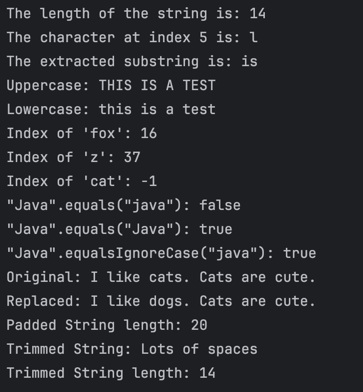 The length of the string is: 14
The character at index 5 is: l
The extracted substring is: is
Uppercase: THIS IS A TEST
Lowercase: this is a test
Index of 'fox': 16
Index of 'z': 37
Index of 'cat': -1
"Java".equals("java"): false
"Java".equals("Java"): true
"Java".equalsIgnoreCase("java"): true
Original: I like cats. Cats are cute.
Replaced: I like dogs. Cats are cute.
Padded String length: 20
Trimmed String: Lots of spaces
Trimmed String length: 14